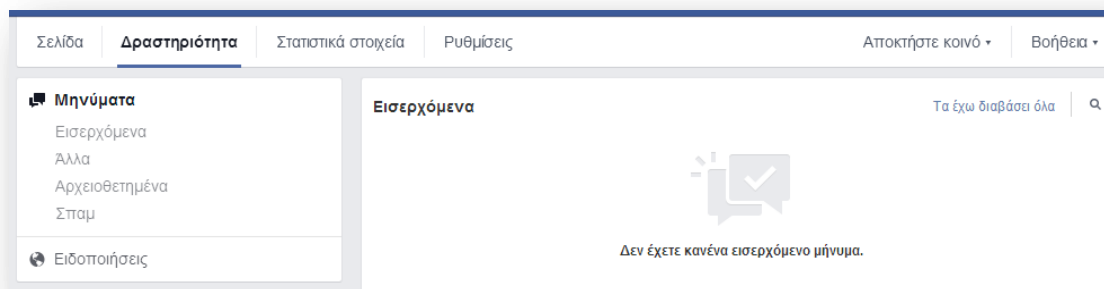 Σελίδα Δραστηριότητα Στατιστικά στοιχεία Ρυθμίσεις Αποκτήστε κοινό Βοήθεια
Μηνύματα
Εισερχόμενα
Άλλα
Αρχειοθετημένα
Σπαμ
Ειδοποιήσεις
Εισερχόμενα Τα έχω διαβάσει όλα
Δεν έχετε κανένα εισερχόμενο μήνυμα.